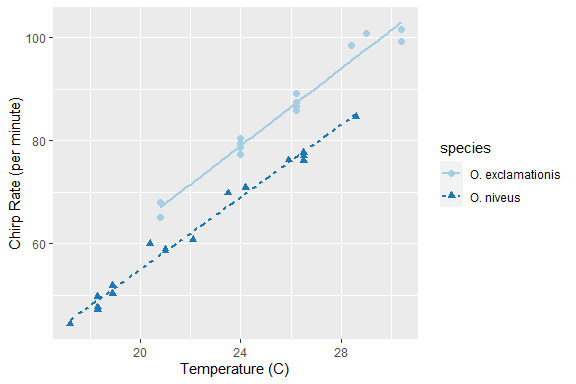 Chirp Rate (per minute)
100
80
60
20 24 28
Temperature (C)
species
O. exclamationis
O. niveus